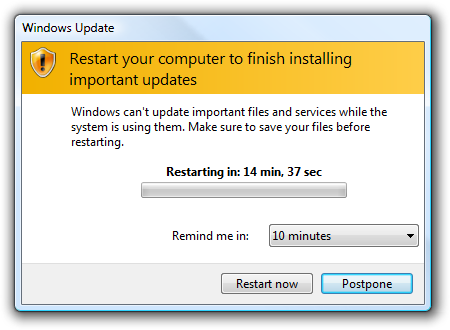 Windows Update
Restart your computer to finish installing
important updates
Windows can't update important files and services while the
system is using them. Make sure to save your files before
restarting.
Restarting in: 14 min, 37 sec
Remind me in: 10 minutes
Restart now Postpone